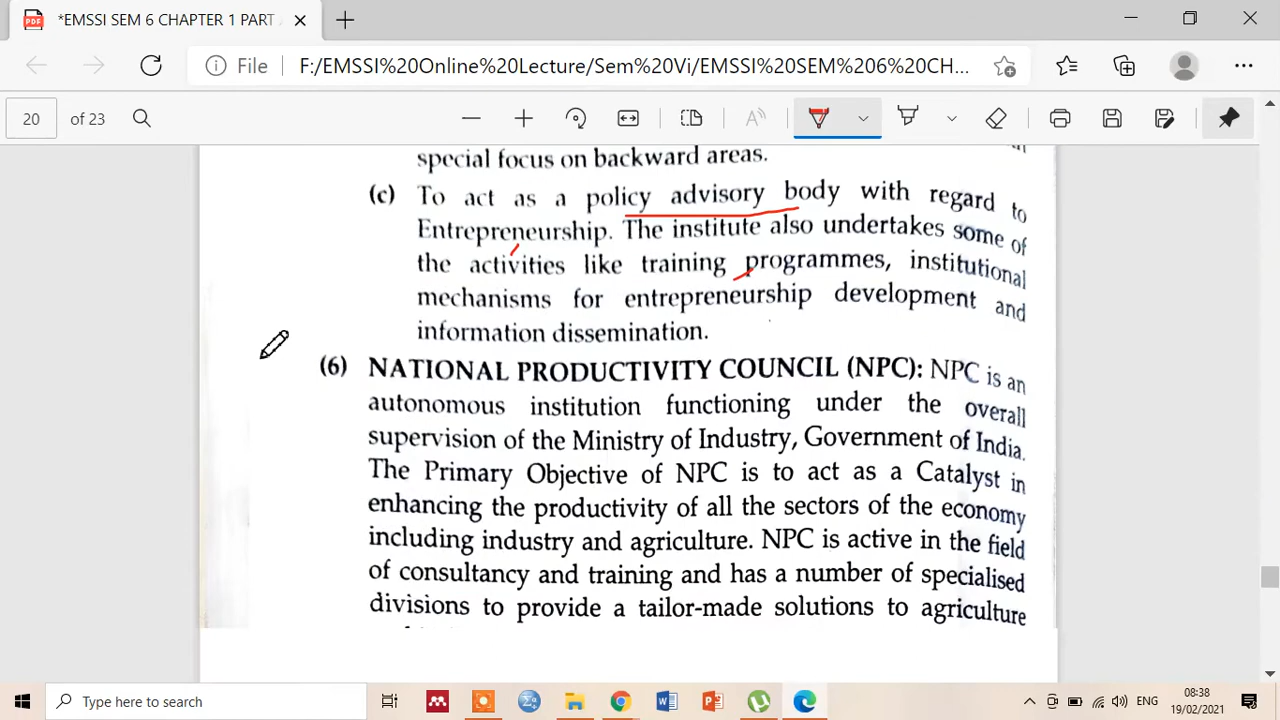 *EMSSI SEM 6 CHAPTER 1 PART
File F:/EMSSI%20Online%20Lecture/Sem%20Vi/EMSSI%20SEM%206%20CH...
20 of 23
special focus on backward areas.
(c) To act as a policy advisory body with regard to
Entrepreneurship. The institute also undertakes some of
the activities like training programmes, institutional
mechanisms for entrepreneurship development and
information dissemination.
(6) NATIONAL PRODUCTIVITY COUNCIL (NPC): NPC is an
autonomous institution functioning under the overall
supervision of the Ministry of Industry, Government of India.
The Primary Objective of NPC is to act as a Catalyst in
enhancing the productivity of all the sectors of the economy
including industry and agriculture. NPC is active in the field
of consultancy and training and has a number of specialised
divisions to provide a tailor-made solutions to agriculture
Type here to search
ENG
08:38
19/02/2021